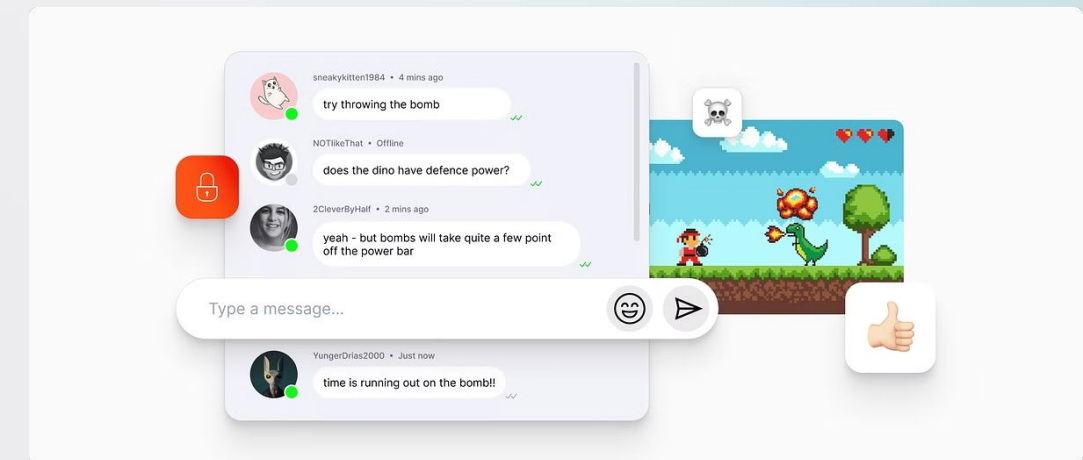 sneakykitten1984 • 4 mins ago
try throwing the bomb
NOTlikeThat • Offline
does the dino have defence power?
2CleverByHalf • 2 mins ago
yeah - but bombs will take quite a few point
off the power bar
Type a message...
YungerDrias2000 • Just now
time is running out on the bomb!!